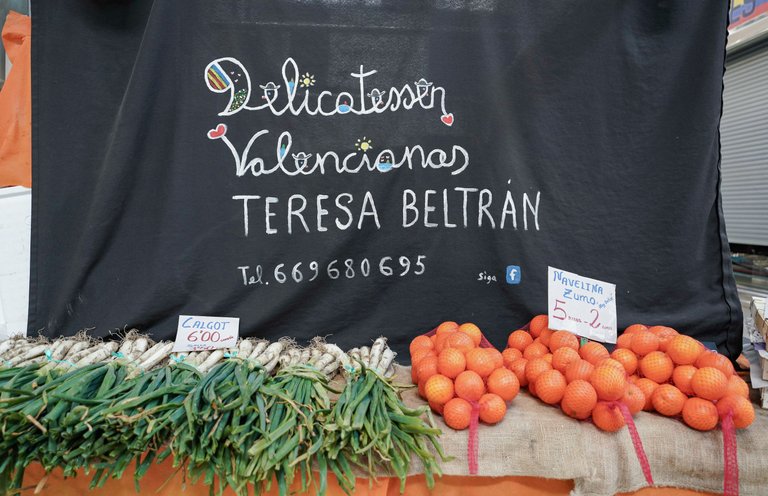 Delicatessen
Valencianas
TERESA BELTRÁN
Tel. 669 680 695
siga f
CALÇOT
6'00
NAVELINA
Zumo
5 2